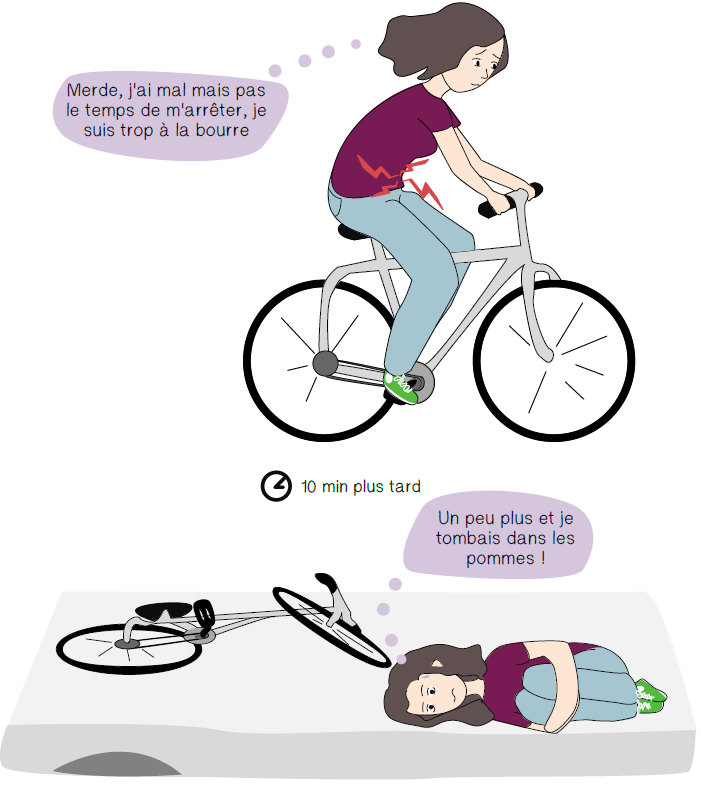 Merde, j'ai mal mais pas
le temps de m'arrêter, je
suis trop à la bourre
10 min plus tard
Un peu plus et je
tombais dans les
pommes !